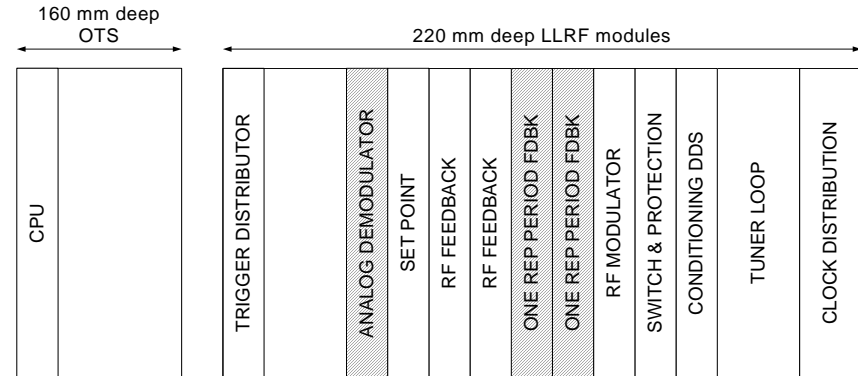 160 mm deep
OTS
220 mm deep LLRF modules
CPU
TRIGGER DISTRIBUTOR
ANALOG DEMODULATOR
SET POINT
RF FEEDBACK
RF FEEDBACK
ONE REP PERIOD FDBK
ONE REP PERIOD FDBK
RF MODULATOR
SWITCH & PROTECTION
CONDITIONING DDS
TUNER LOOP
CLOCK DISTRIBUTION